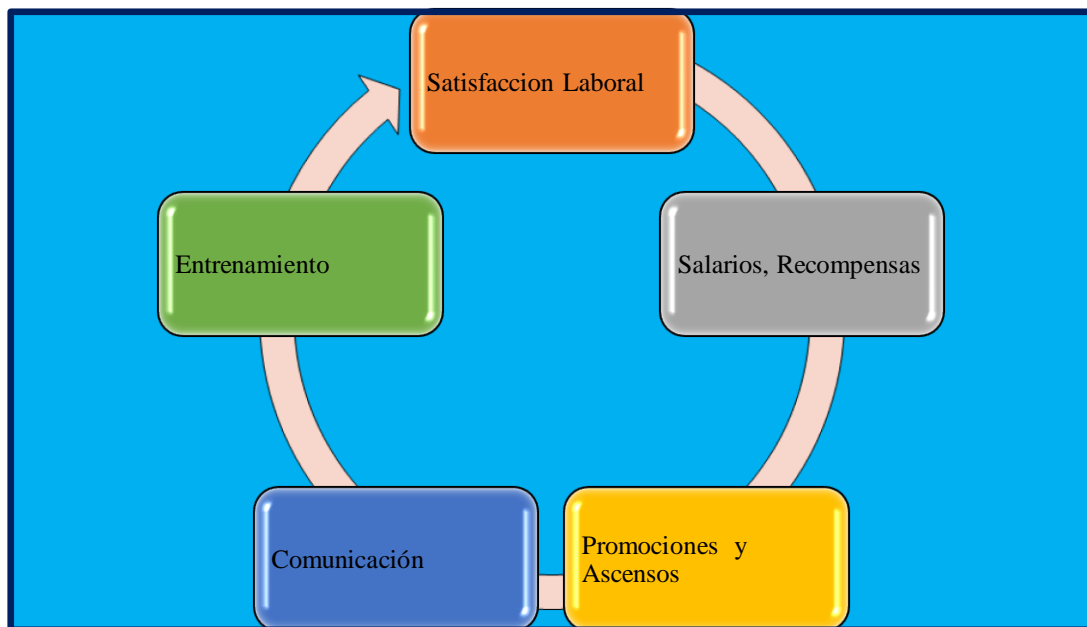 Satisfaccion Laboral
Salarios, Recompensas
Promociones y
Ascensos
Comunicación
Entrenamiento